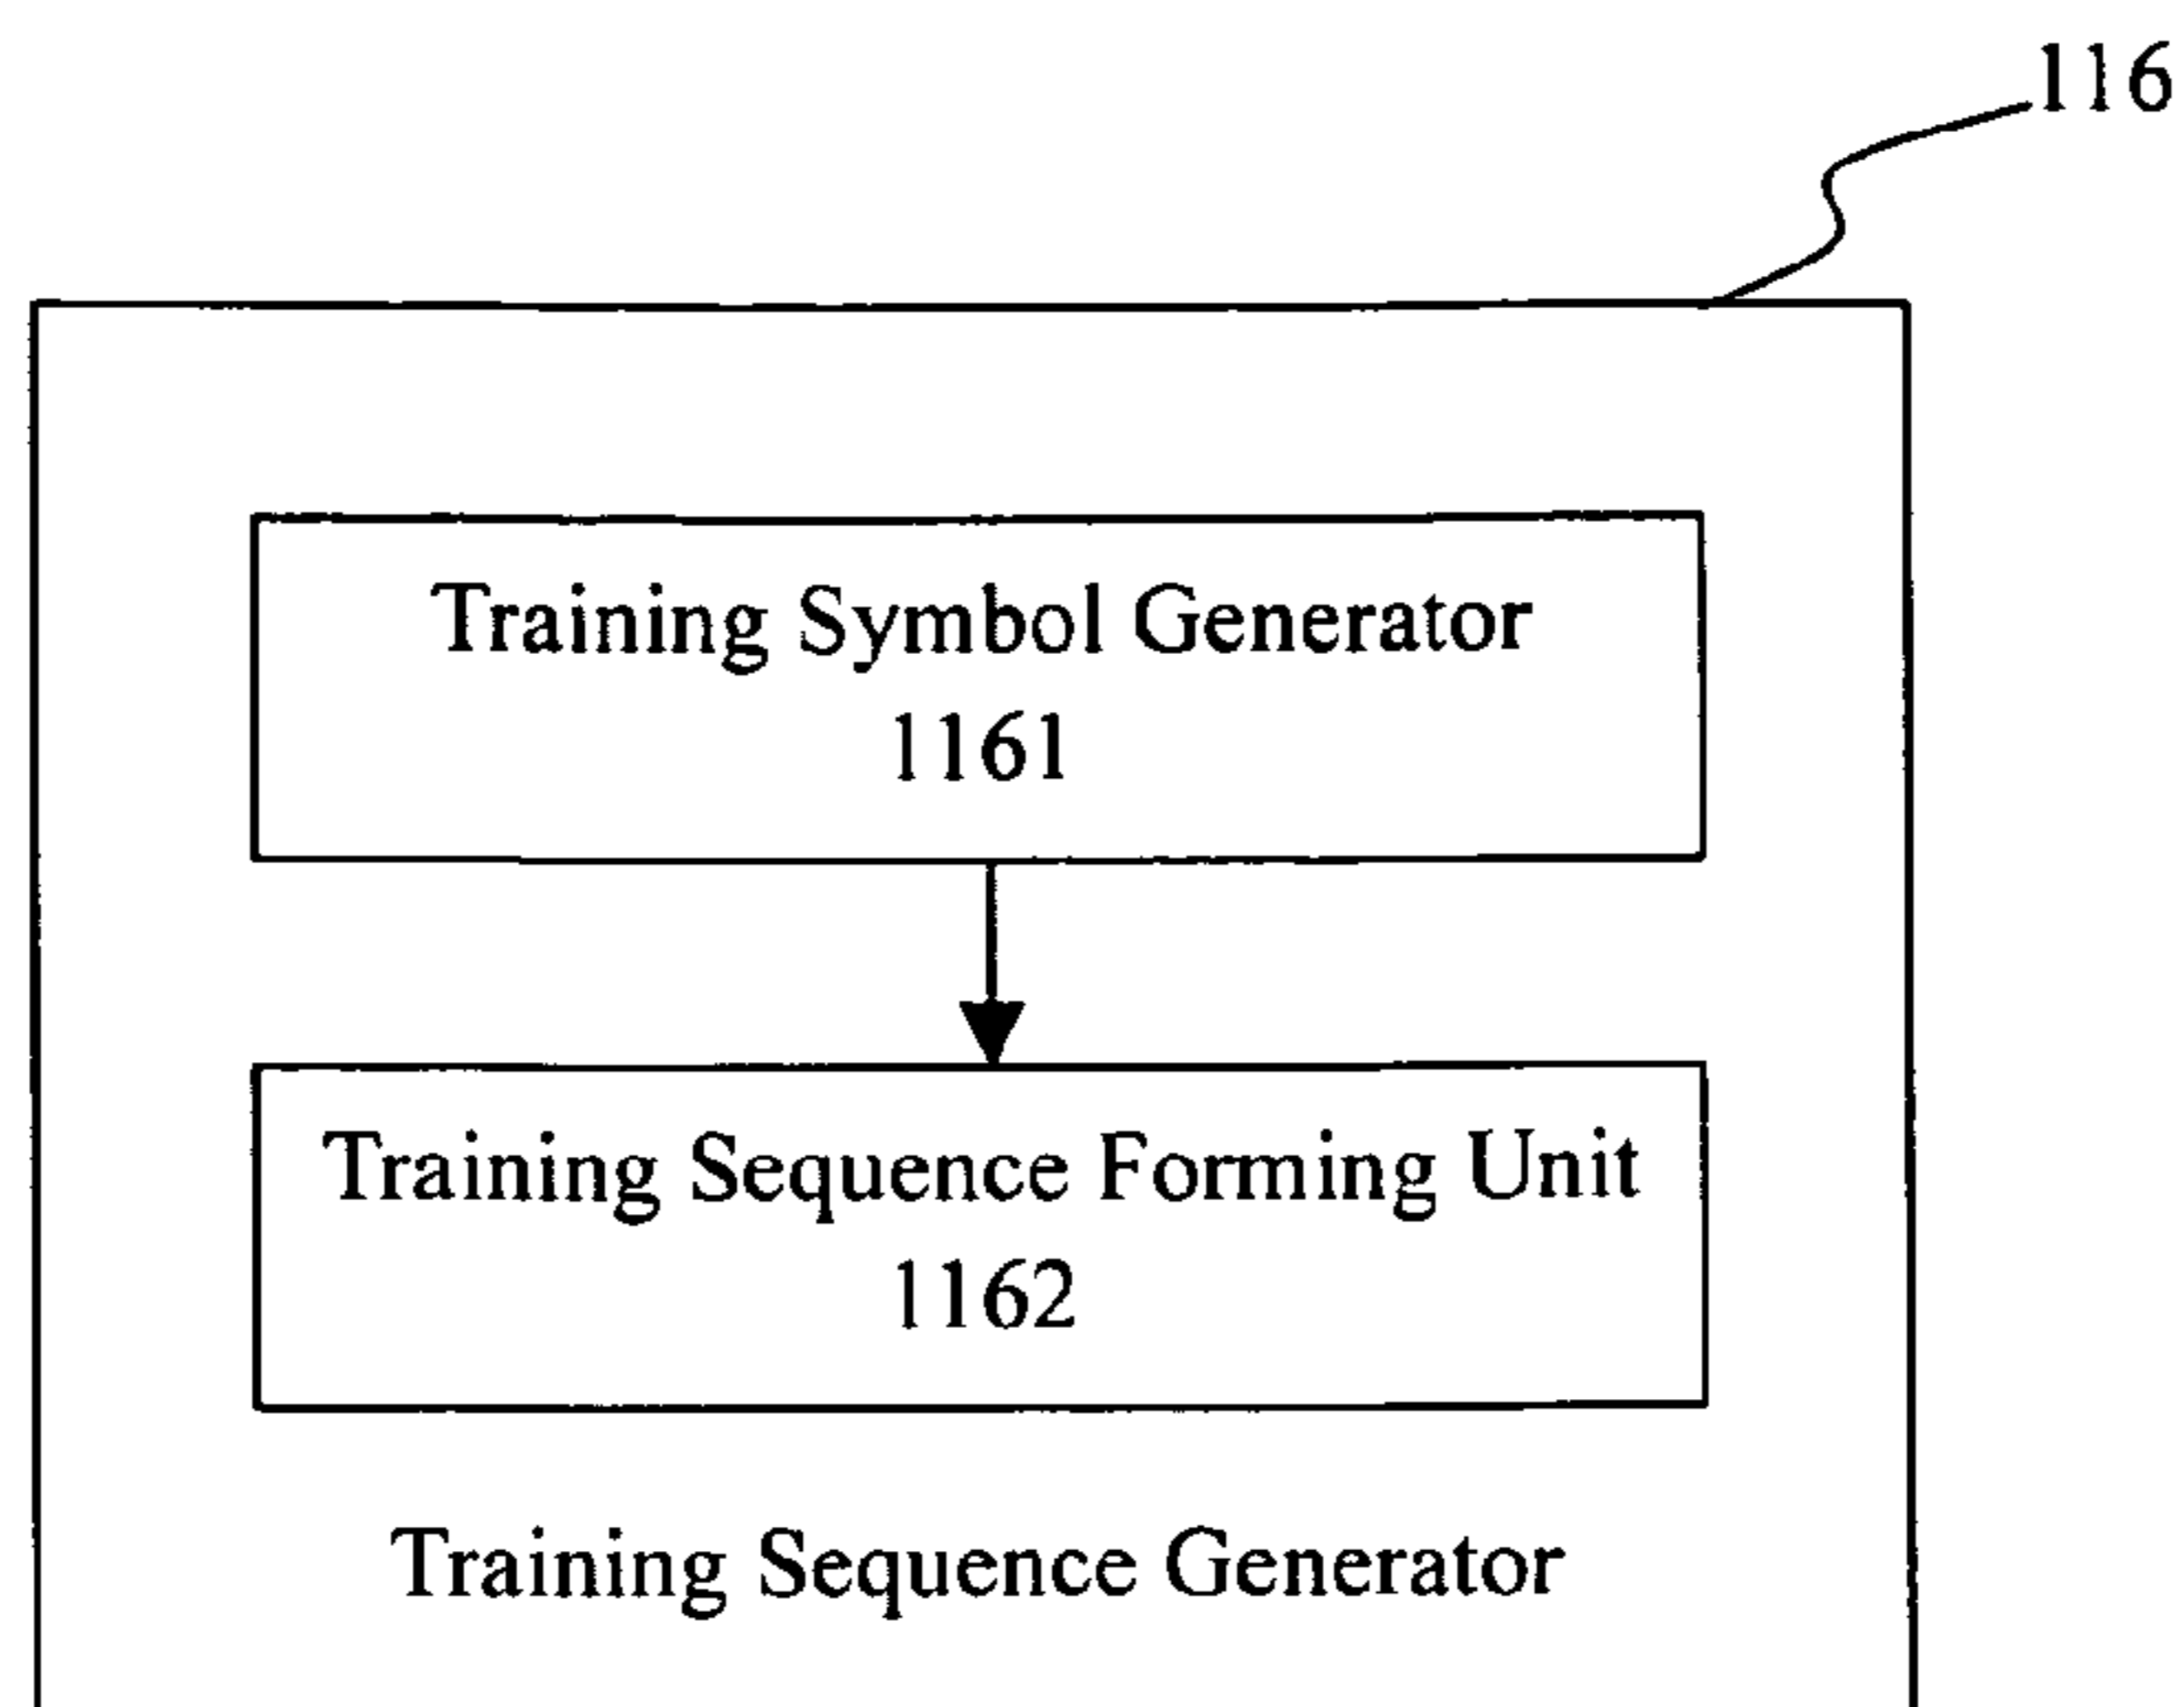 116
Training Symbol Generator
1161
Training Sequence Forming Unit
1162
Training Sequence Generator